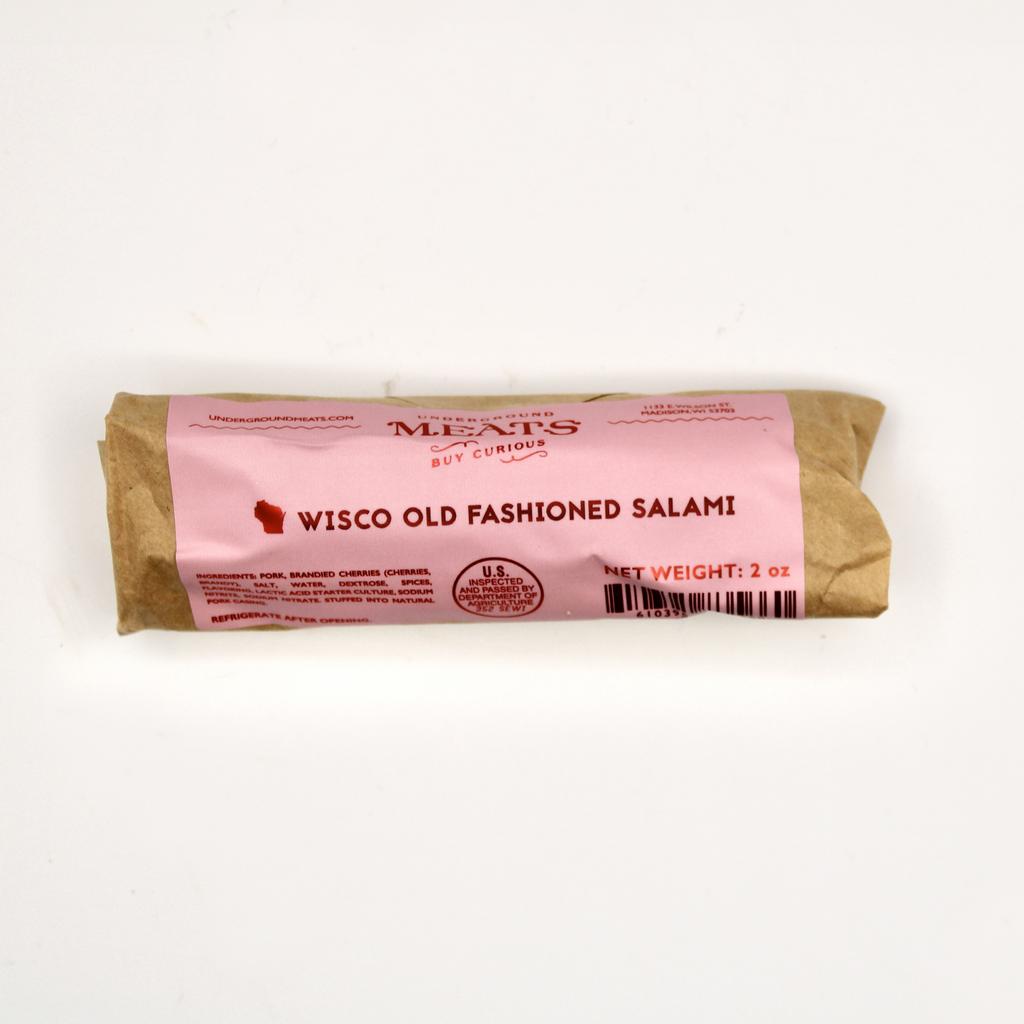 UNDERGROUNDMEATS.COM
UNDERGROUND
MEATS
BUY CURIOUS
1133 E. WILSON ST.
MADISON, WI 53703
WISCO OLD FASHIONED SALAMI
INGREDIENTS: PORK, BRANDIED CHERRIES (CHERRIES,
BRANDY), SALT, WATER, DEXTROSE, SPICES,
FLAVORING, LACTIC ACID STARTER CULTURE, SODIUM
NITRITE, SODIUM NITRATE. STUFFED INTO NATURAL
PORK CASING.
REFRIGERATE AFTER OPENING.
U.S.
INSPECTED
AND PASSED BY
DEPARTMENT OF
AGRICULTURE
NET WEIGHT: 2 oz